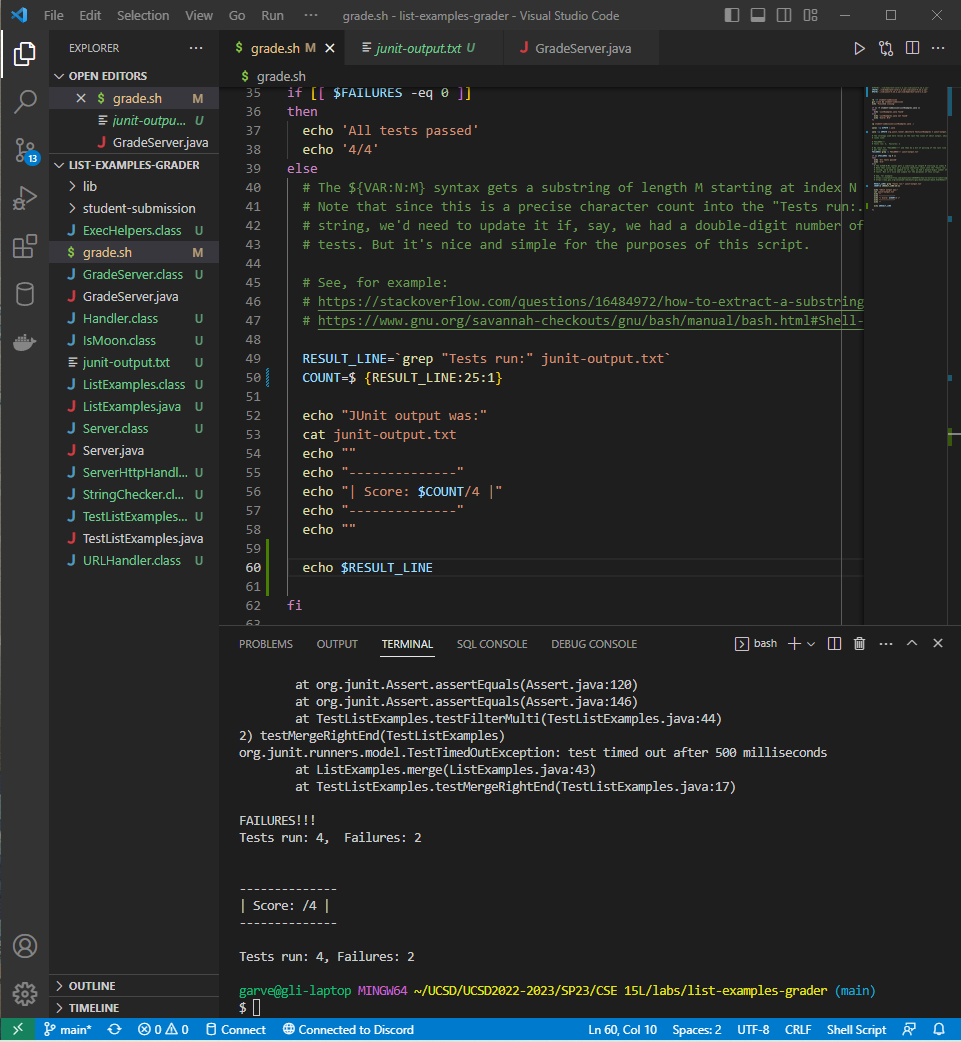 File Edit Selection View Go Run ··· grade.sh - list-examples-grader - Visual Studio Code
EXPLORER ···
OPEN EDITORS
grade.sh M
junit-outpu... U
GradeServer.java
LIST-EXAMPLES-GRADER
lib
student-submission
ExecHelpers.class U
grade.sh M
GradeServer.class U
GradeServer.java
Handler.class U
IsMoon.class U
junit-output.txt U
ListExamples.class U
ListExamples.java U
Server.class U
Server.java
ServerHttpHandl... U
StringChecker.cl... U
TestListExamples... U
TestListExamples.java
URLHandler.class U
OUTLINE
TIMELINE
13
$ grade.sh M junit-output.txt U J GradeServer.java
$ grade.sh
35 if [[ $FAILURES -eq 0 ]]
36 then
37 echo 'All tests passed'
38 echo '4/4'
39 else
40 # The ${VAR:N:M} syntax gets a substring of length M starting at index N
41 # Note that since this is a precise character count into the "Tests run:..
42 # string, we'd need to update it if, say, we had a double-digit number of
43 # tests. But it's nice and simple for the purposes of this script.
44
45 # See, for example:
46 # https://stackoverflow.com/questions/16484972/how-to-extract-a-substring
47 # https://www.gnu.org/savannah-checkouts/gnu/bash/manual/bash.html#Shell-
48
49 RESULT_LINE=`grep "Tests run:" junit-output.txt`
50 COUNT=$ {RESULT_LINE:25:1}
51
52 echo "JUnit output was:"
53 cat junit-output.txt
54 echo ""
55 echo "--------------"
56 echo "| Score: $COUNT/4 |"
57 echo "--------------"
58 echo ""
59
60 echo $RESULT_LINE
61
62 fi
63
PROBLEMS OUTPUT TERMINAL SQL CONSOLE DEBUG CONSOLE bash
at org.junit.Assert.assertEquals(Assert.java:120)
at org.junit.Assert.assertEquals(Assert.java:146)
at TestListExamples.testFilterMulti(TestListExamples.java:44)
2) testMergeRightEnd(TestListExamples)
org.junit.runners.model.TestTimedOutException: test timed out after 500 milliseconds
at ListExamples.merge(ListExamples.java:43)
at TestListExamples.testMergeRightEnd(TestListExamples.java:17)
FAILURES!!!
Tests run: 4,  Failures: 2
--------------
| Score: /4 |
--------------
Tests run: 4, Failures: 2
garve@gli-laptop MINGW64 ~/UCSD/UCSD2022-2023/SP23/CSE 15L/labs/list-examples-grader (main)
$
main* 0 0 Connect Connected to Discord Ln 60, Col 10 Spaces: 2 UTF-8 CRLF Shell Script